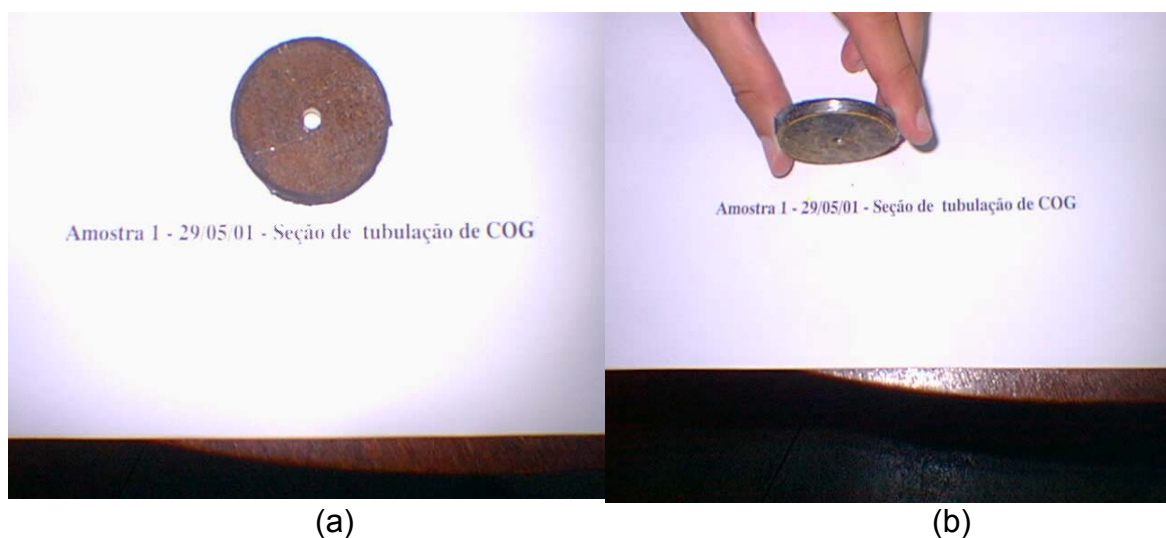 Amostra 1 - 29/05/01 - Seção de tubulação de COG
Amostra 1 - 29/05/01 - Seção de tubulação de COG
(a)
(b)